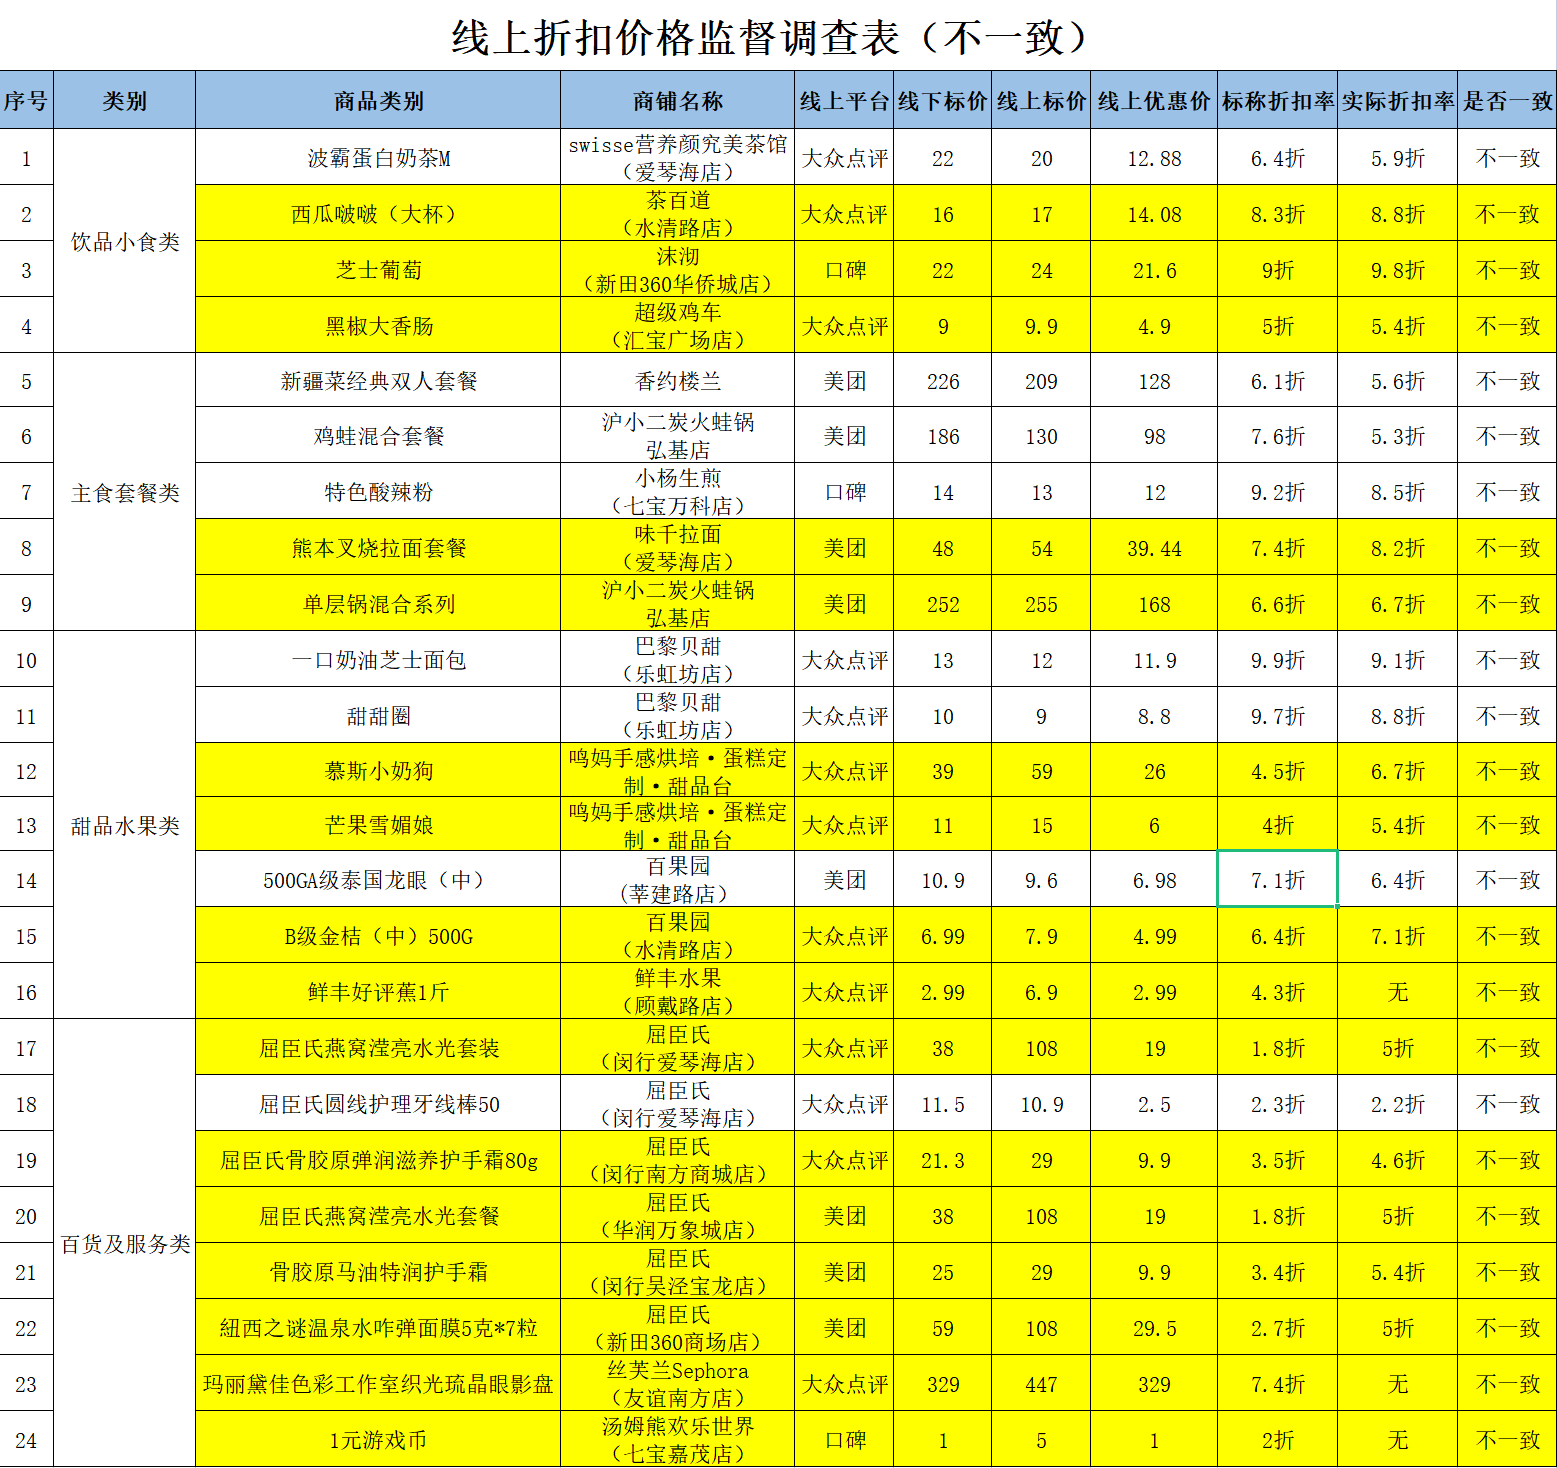 线上折扣价格监督调查表（不一致）
序号 类别 商品类别 商铺名称 线上平台 线下标价 线上标价 线上优惠价 标称折扣率 实际折扣率 是否一致
1 饮品小食类 波霸蛋白奶茶M swisse营养颜究美茶馆（爱琴海店） 大众点评 22 20 12.88 6.4折 5.9折 不一致
2 西瓜啵啵（大杯） 茶百道（水清路店） 大众点评 16 17 14.08 8.3折 8.8折 不一致
3 芝士葡萄 沫沏（新田360华侨城店） 口碑 22 24 21.6 9折 9.8折 不一致
4 黑椒大香肠 超级鸡车（汇宝广场店） 大众点评 9 9.9 4.9 5折 5.4折 不一致
5 主食套餐类 新疆菜经典双人套餐 香约楼兰 美团 226 209 128 6.1折 5.6折 不一致
6 鸡蛙混合套餐 沪小二炭火蛙锅弘基店 美团 186 130 98 7.6折 5.3折 不一致
7 特色酸辣粉 小杨生煎（七宝万科店） 口碑 14 13 12 9.2折 8.5折 不一致
8 熊本叉烧拉面套餐 味千拉面（爱琴海店） 美团 48 54 39.44 7.4折 8.2折 不一致
9 单层锅混合系列 沪小二炭火蛙锅弘基店 美团 252 255 168 6.6折 6.7折 不一致
10 甜品水果类 一口奶油芝士面包 巴黎贝甜（乐虹坊店） 大众点评 13 12 11.9 9.9折 9.1折 不一致
11 甜甜圈 巴黎贝甜（乐虹坊店） 大众点评 10 9 8.8 9.7折 8.8折 不一致
12 慕斯小奶狗 鸣妈手感烘培·蛋糕定制·甜品台 大众点评 39 59 26 4.5折 6.7折 不一致
13 芒果雪媚娘 鸣妈手感烘培·蛋糕定制·甜品台 大众点评 11 15 6 4折 5.4折 不一致
14 500GA级泰国龙眼（中） 百果园（莘建路店） 美团 10.9 9.6 6.98 7.1折 6.4折 不一致
15 B级金桔（中）500G 百果园（水清路店） 大众点评 6.99 7.9 4.99 6.4折 7.1折 不一致
16 鲜丰好评蕉1斤 鲜丰水果（顾戴路店） 大众点评 2.99 6.9 2.99 4.3折 无 不一致
17 百货及服务类 屈臣氏燕窝滢亮水光套装 屈臣氏（闵行爱琴海店） 大众点评 38 108 19 1.8折 5折 不一致
18 屈臣氏圆线护理牙线棒50 屈臣氏（闵行爱琴海店） 大众点评 11.5 10.9 2.5 2.3折 2.2折 不一致
19 屈臣氏骨胶原弹润滋养护手霜80g 屈臣氏（闵行南方商城店） 大众点评 21.3 29 9.9 3.5折 4.6折 不一致
20 屈臣氏燕窝滢亮水光套餐 屈臣氏（华润万象城店） 美团 38 108 19 1.8折 5折 不一致
21 骨胶原马油特润护手霜 屈臣氏（闵行吴泾宝龙店） 美团 25 29 9.9 3.4折 5.4折 不一致
22 紐西之谜温泉水咋弹面膜5克*7粒 屈臣氏（新田360商场店） 美团 59 108 29.5 2.7折 5折 不一致
23 玛丽黛佳色彩工作室织光琉晶眼影盘 丝芙兰Sephora（友谊南方店） 大众点评 329 447 329 7.4折 无 不一致
24 1元游戏币 汤姆熊欢乐世界（七宝嘉茂店） 口碑 1 5 1 2折 无 不一致